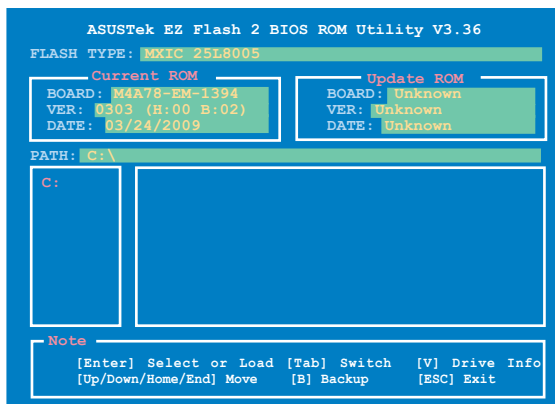 ASUSTek EZ Flash 2 BIOS ROM Utility V3.36
FLASH TYPE: MXIC 25L8005
Current ROM
BOARD: M4A78-EM-1394
VER: 0303 (H:00 B:02)
DATE: 03/24/2009
Update ROM
BOARD: Unknown
VER: Unknown
DATE: Unknown
PATH: C:\
C:
Note
[Enter] Select or Load [Tab] Switch [V] Drive Info
[Up/Down/Home/End] Move [B] Backup [ESC] Exit